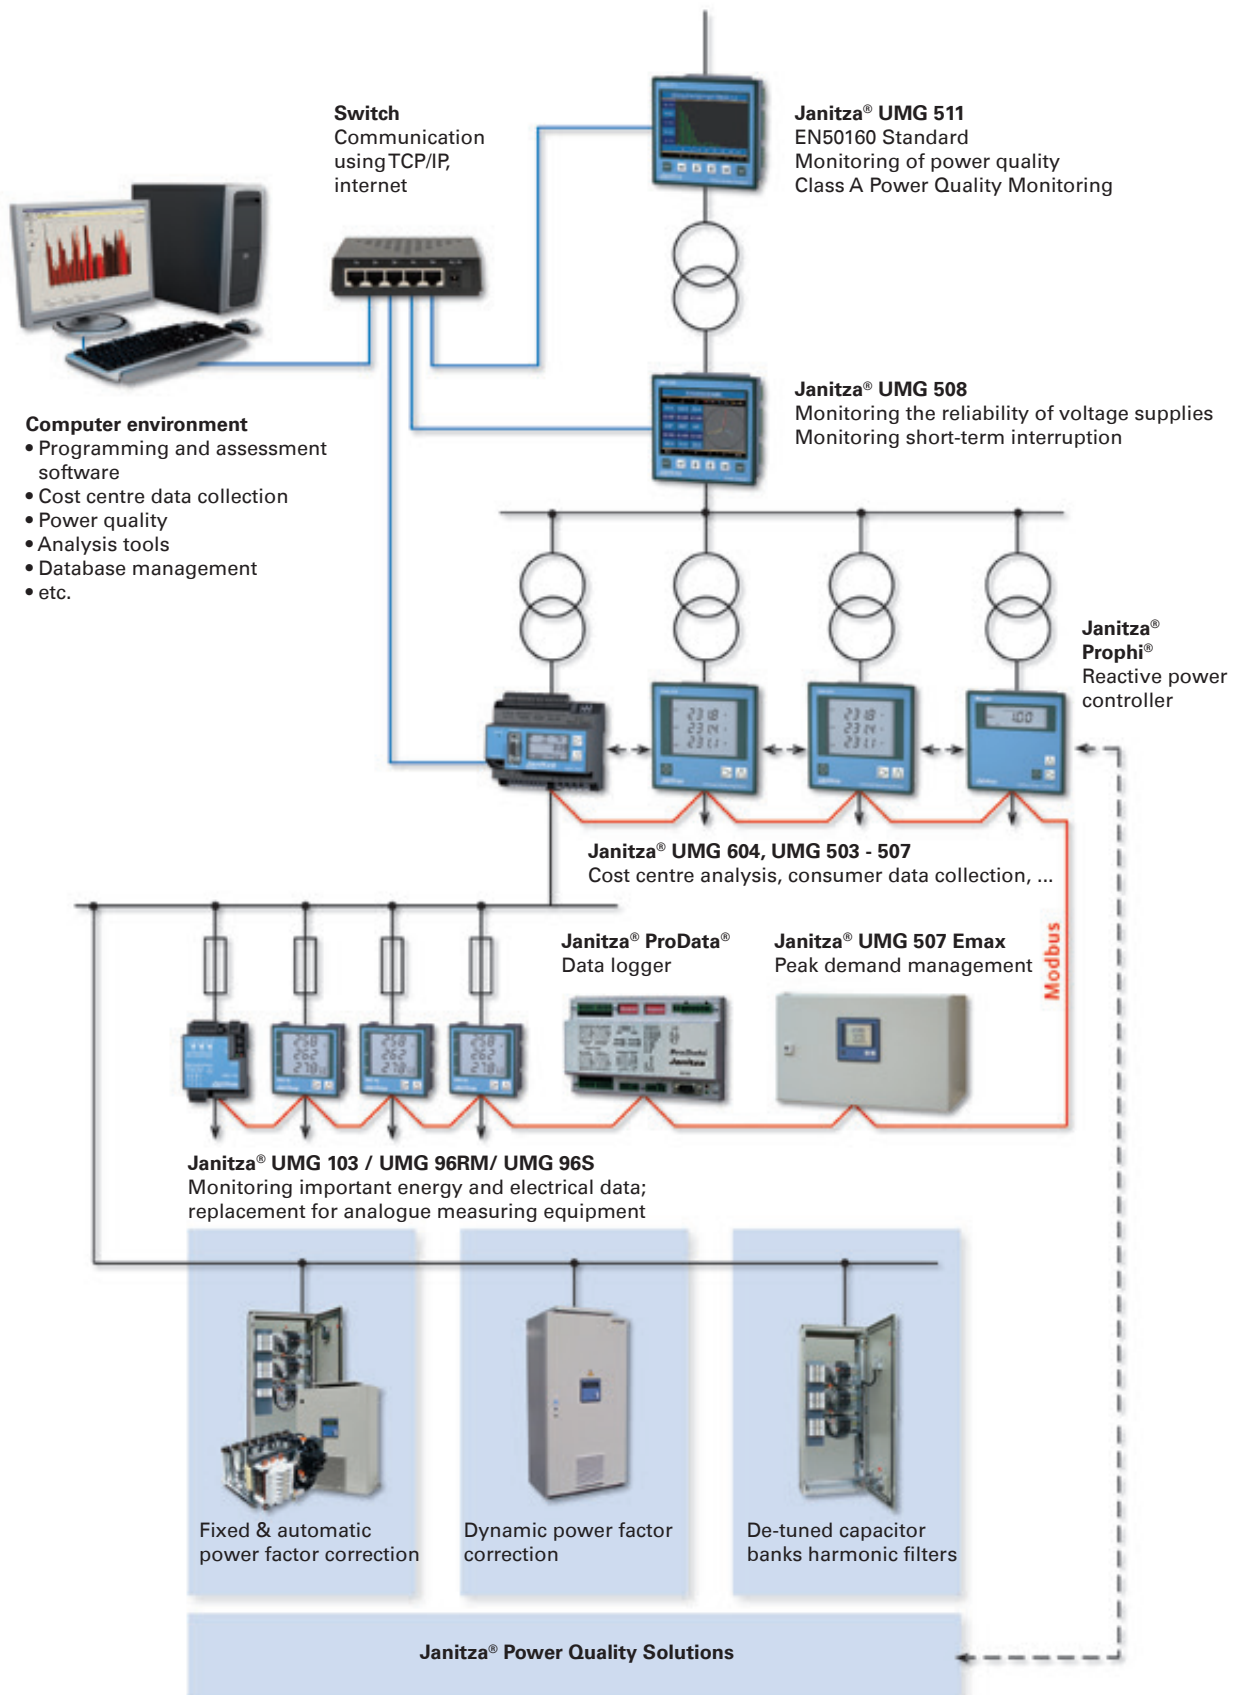 Switch
Communication
using TCP/IP,
internet
Janitza® UMG 511
EN50160 Standard
Monitoring of power quality
Class A Power Quality Monitoring
Janitza® UMG 508
Monitoring the reliability of voltage supplies
Monitoring short-term interruption
Computer environment
• Programming and assessment
software
• Cost centre data collection
• Power quality
• Analysis tools
• Database management
• etc.
Janitza®
Prophi®
Reactive power
controller
1.00
Janitza® UMG 604, UMG 503 - 507
Cost centre analysis, consumer data collection, ...
Janitza® ProData®
Data logger
Janitza® UMG 507 Emax
Peak demand management
Modbus
ProData
Janitza
Janitza® UMG 103 / UMG 96RM/ UMG 96S
Monitoring important energy and electrical data;
replacement for analogue measuring equipment
Fixed & automatic
power factor correction
Dynamic power factor
correction
De-tuned capacitor
banks harmonic filters
Janitza® Power Quality Solutions